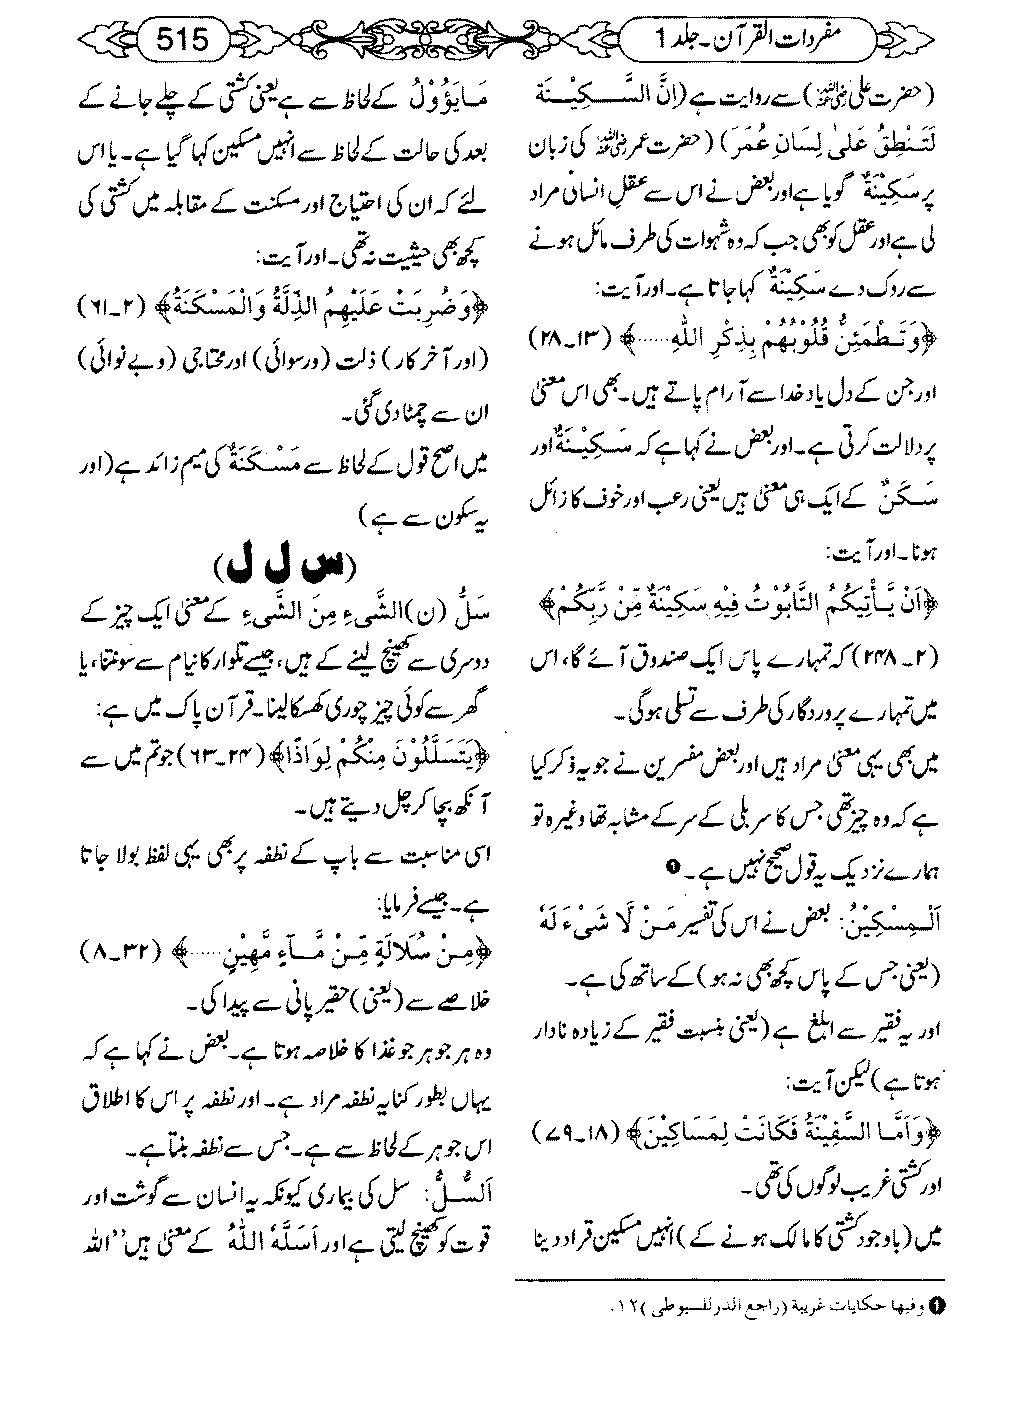 مفردات القرآن۔ جلد 1
515
(حضرت علی رضی اللہ عنہ) سے روایت ہے (اِنَّ السَّكِيْنَةَ
لَتَنْطِقُ عَلٰى لِسَانِ عُمَرَ) (حضرت عمر رضی اللہ عنہ کی زبان
پر سَكِيْنَةٌ گویا ہے اور بعض نے اس سے عقلِ انسانی مراد
لی ہے اور عقل کو بھی جب کہ وہ شہوات کی طرف مائل ہونے
سے روک دے سَكِيْنَةٌ کہا جاتا ہے۔ اور آیت:
﴿وَتَطْمَئِنُّ قُلُوْبُهُمْ بِذِكْرِ اللّٰهِ......﴾ (۱۳۔۲۸)
اور جن کے دل یاد خدا سے آرام پاتے ہیں۔ بھی اس معنی
پر دلالت کرتی ہے۔ اور بعض نے کہا ہے کہ سَكِيْنَةٌ اور
سَكَنٌ کے ایک ہی معنی ہیں یعنی رعب اور خوف کا زائل
ہونا۔ اور آیت:
﴿اَنْ يَّأْتِيَكُمُ التَّابُوْتُ فِيْهِ سَكِيْنَةٌ مِّنْ رَّبِّكُمْ﴾
(۲۔۲۴۸) کہ تمہارے پاس ایک صندوق آئے گا، اس
میں تمہارے پروردگار کی طرف سے تسلی ہوگی۔
میں بھی یہی معنی مراد ہیں اور بعض مفسرین نے جو یہ ذکر کیا
ہے کہ وہ چیز تھی جس کا سر بلی کے سر کے مشابہ تھا وغیرہ تو
ہمارے نزدیک یہ قول صحیح نہیں ہے۔ ❶
اَلْمِسْكِيْنُ: بعض نے اس کی تفسیر مَنْ لَّا شَیْءَ لَهٗ
(یعنی جس کے پاس کچھ بھی نہ ہو) کے ساتھ کی ہے۔
اور یہ فقیر سے ابلغ ہے (یعنی بنسبت فقیر کے زیادہ نادار
ہوتا ہے) لیکن آیت:
﴿وَاَمَّا السَّفِيْنَةُ فَكَانَتْ لِمَسَاكِيْنَ﴾ (۱۸۔۷۹)
اور کشتی غریب لوگوں کی تھی۔
میں (باوجود کشتی کا مالک ہونے کے) انہیں مسکین قرار دینا
❶ وفيها حكايات غريبة (راجع الدر للسيوطى) ۱۲.
مَا يَؤُوْلُ کے لحاظ سے ہے یعنی کشتی کے چلے جانے کے
بعد کی حالت کے لحاظ سے انہیں مسکین کہا گیا ہے۔ یا اس
لئے کہ ان کی احتیاج اور مسکنت کے مقابلہ میں کشتی کی
کچھ بھی حیثیت نہ تھی۔ اور آیت:
﴿وَضُرِبَتْ عَلَيْهِمُ الذِّلَّةُ وَالْمَسْكَنَةُ﴾ (۲۔۶۱)
(اور آخر کار) ذلت (ورسوائی) اور محتاجی (وبے نوائی)
ان سے چمٹا دی گئی۔
میں اصح قول کے لحاظ سے مَسْكَنَةٌ کی میم زائد ہے (اور
یہ سکون سے ہے)
(س ل ل)
سَلُّ (ن) الشَّىءِ مِنَ الشَّىءِ کے معنی ایک چیز کے
دوسری سے کھینچ لینے کے ہیں، جیسے تلوار کا نیام سے سونتنا، یا
گھر سے کوئی چیز چوری کھسکا لینا۔ قرآن پاک میں ہے:
﴿يَتَسَلَّلُوْنَ مِنْكُمْ لِوَاذًا﴾ (۲۴۔۶۳) جو تم میں سے
آنکھ بچا کر چل دیتے ہیں۔
اسی مناسبت سے باپ کے نطفہ پر بھی یہی لفظ بولا جاتا
ہے۔ جیسے فرمایا:
﴿مِنْ سُلَالَةٍ مِّنْ مَّآءٍ مَّهِيْنٍ......﴾ (۳۲۔۸)
خلاصے سے (یعنی) حقیر پانی سے پیدا کی۔
وہ ہر جوہر جو غذا کا خلاصہ ہوتا ہے۔ بعض نے کہا ہے کہ
یہاں بطور کنایہ نطفہ مراد ہے۔ اور نطفہ پر اس کا اطلاق
اس جوہر کے لحاظ سے ہے۔ جس سے نطفہ بنتا ہے۔
اَلسُّلُّ: سل کی بیماری کیونکہ یہ انسان سے گوشت اور
قوت کو کھینچ لیتی ہے اور اَسَلَّهُ اللّٰهُ کے معنی ہیں ''اللہ